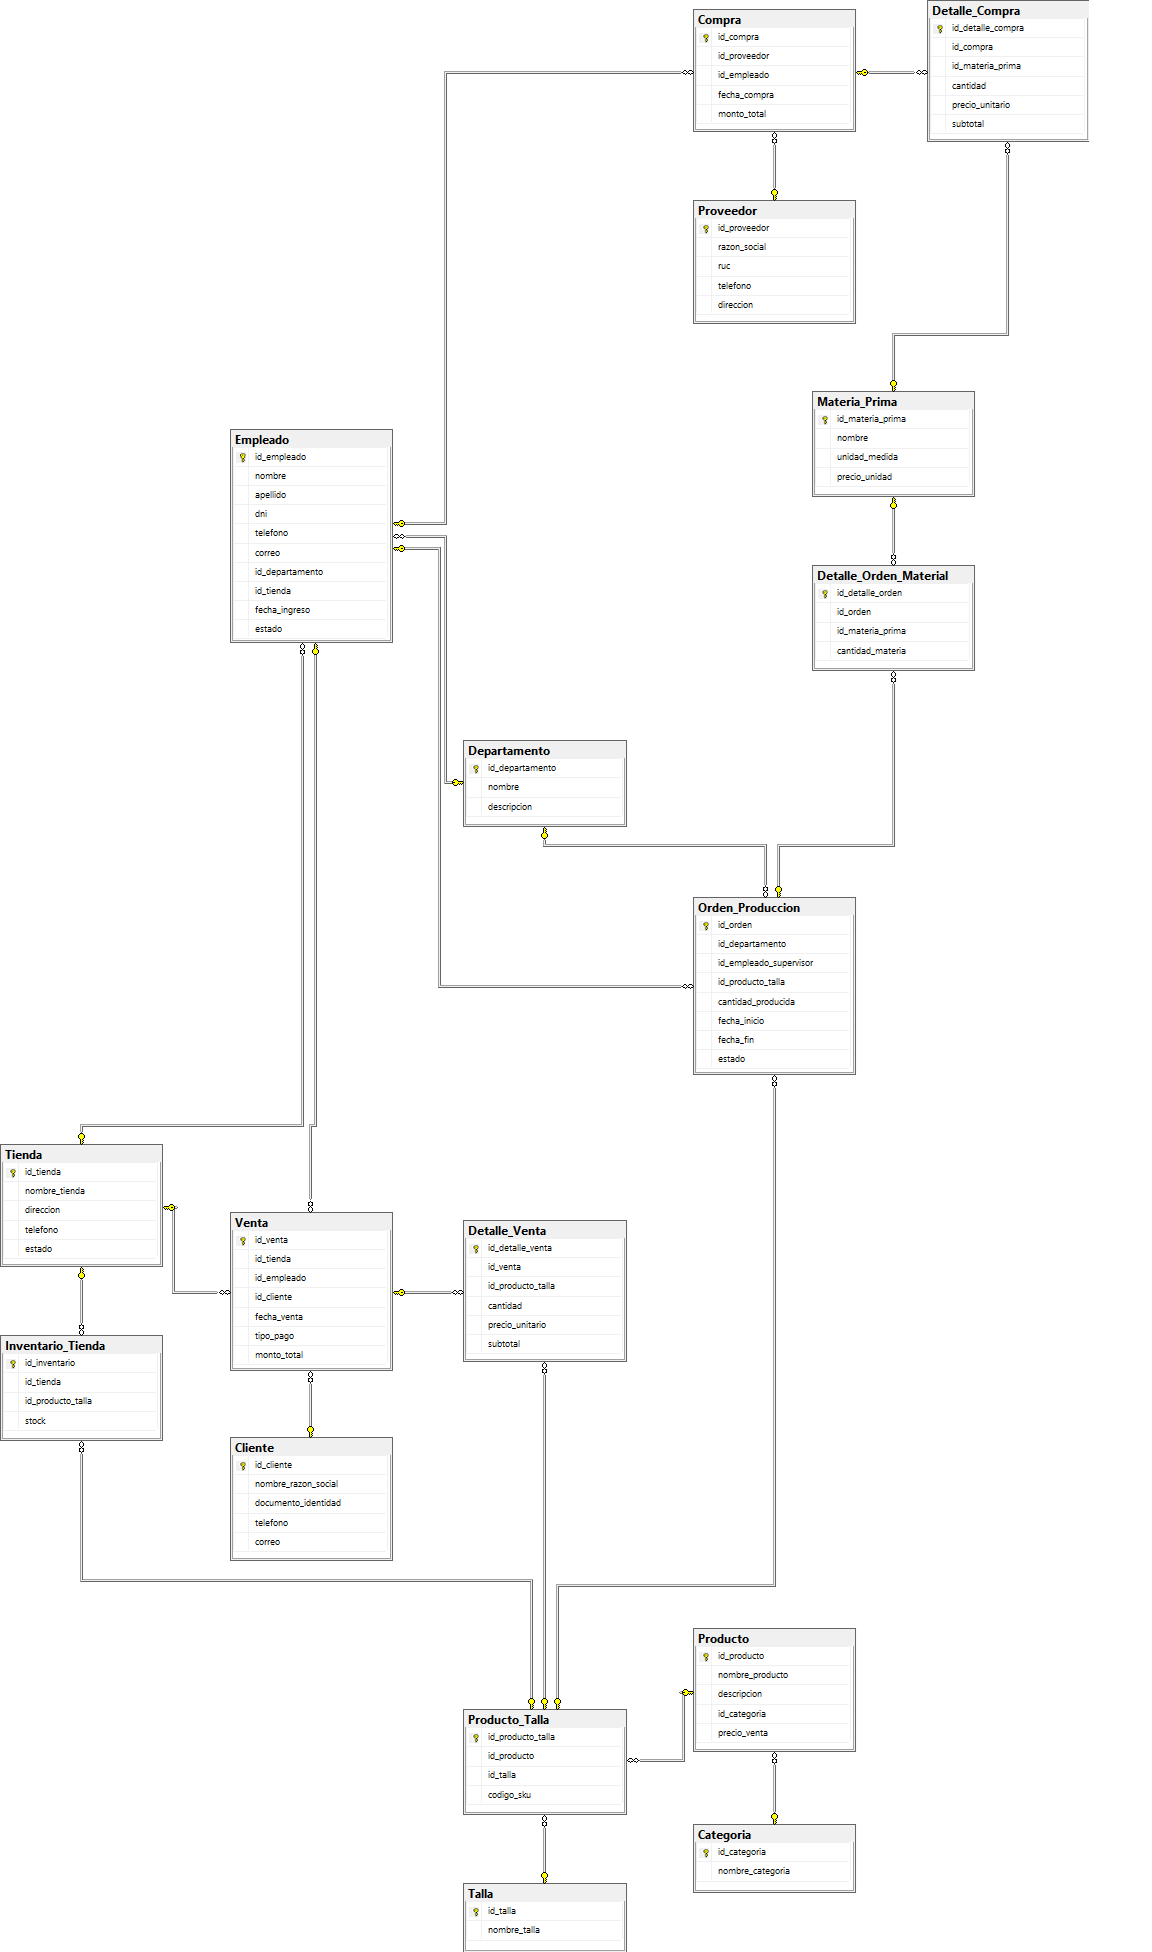 Compra
id_compra
id_proveedor
id_empleado
fecha_compra
monto_total
Detalle_Compra
id_detalle_compra
id_compra
id_materia_prima
cantidad
precio_unitario
subtotal
Proveedor
id_proveedor
razon_social
ruc
telefono
direccion
Materia_Prima
id_materia_prima
nombre
unidad_medida
precio_unidad
Empleado
id_empleado
nombre
apellido
dni
telefono
correo
id_departamento
id_tienda
fecha_ingreso
estado
Detalle_Orden_Material
id_detalle_orden
id_orden
id_materia_prima
cantidad_materia
Departamento
id_departamento
nombre
descripcion
Orden_Produccion
id_orden
id_departamento
id_empleado_supervisor
id_producto_talla
cantidad_producida
fecha_inicio
fecha_fin
estado
Tienda
id_tienda
nombre_tienda
direccion
telefono
estado
Venta
id_venta
id_tienda
id_empleado
id_cliente
fecha_venta
tipo_pago
monto_total
Detalle_Venta
id_detalle_venta
id_venta
id_producto_talla
cantidad
precio_unitario
subtotal
Inventario_Tienda
id_inventario
id_tienda
id_producto_talla
stock
Cliente
id_cliente
nombre_razon_social
documento_identidad
telefono
correo
Producto
id_producto
nombre_producto
descripcion
id_categoria
precio_venta
Producto_Talla
id_producto_talla
id_producto
id_talla
codigo_sku
Categoria
id_categoria
nombre_categoria
Talla
id_talla
nombre_talla